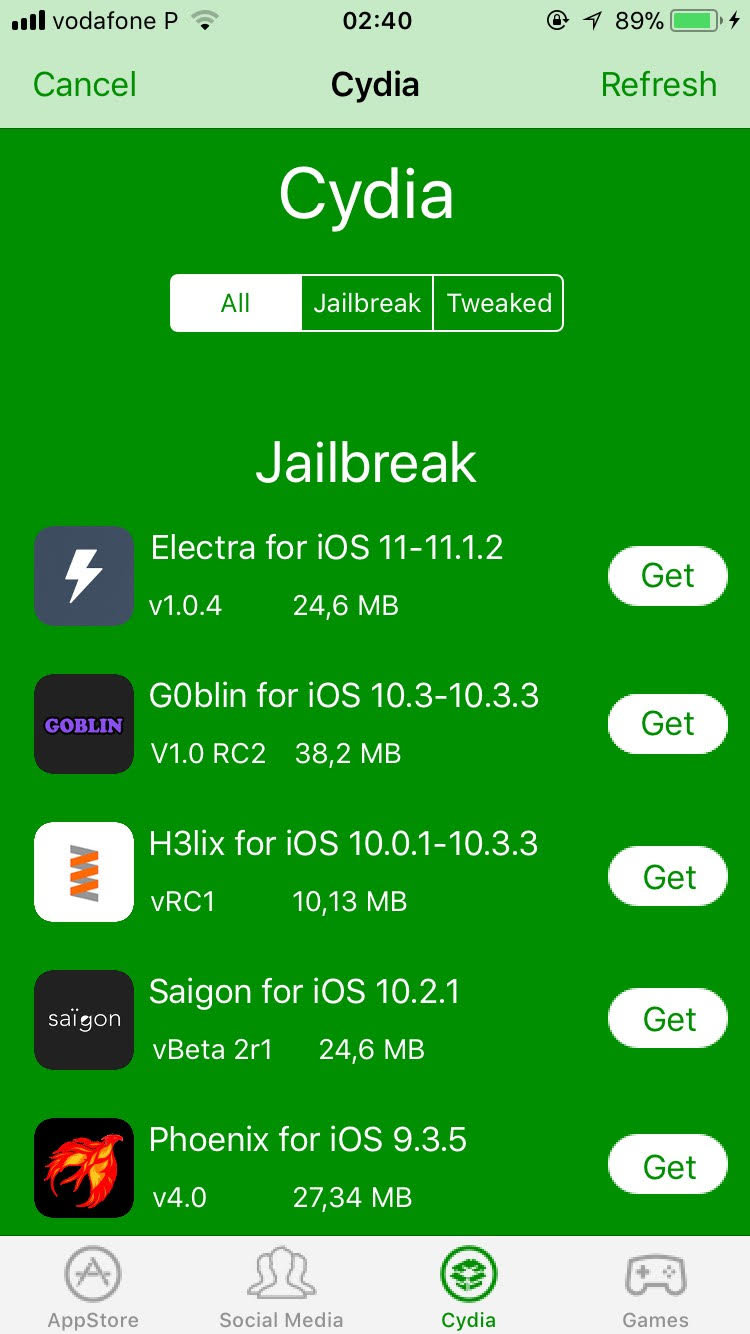 vodafone P 02:40 89%
Cancel Cydia Refresh
Cydia
All Jailbreak Tweaked
Jailbreak
Electra for iOS 11-11.1.2
v1.0.4 24,6 MB
Get
GOBLIN
G0blin for iOS 10.3-10.3.3
V1.0 RC2 38,2 MB
Get
H3lix for iOS 10.0.1-10.3.3
vRC1 10,13 MB
Get
saïgon
Saigon for iOS 10.2.1
vBeta 2r1 24,6 MB
Get
Phoenix for iOS 9.3.5
v4.0 27,34 MB
Get
AppStore Social Media Cydia Games